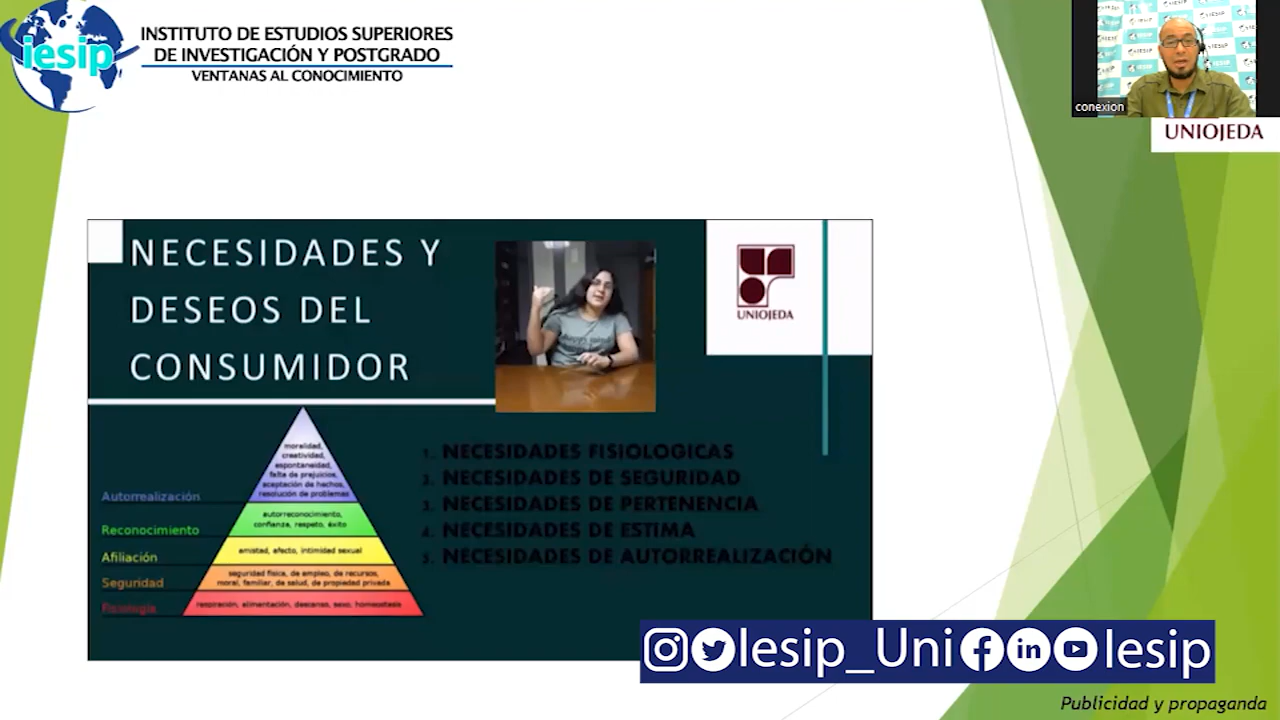 iesip
INSTITUTO DE ESTUDIOS SUPERIORES
DE INVESTIGACIÓN Y POSTGRADO
VENTANAS AL CONOCIMIENTO
conexion
UNIOJEDA
NECESIDADES Y
DESEOS DEL
CONSUMIDOR
UNIOJEDA
moralidad,
creatividad,
espontaneidad,
falta de prejuicios,
aceptación de hechos,
resolución de problemas
Autorrealización
autorreconocimiento,
confianza, respeto, éxito
Reconocimiento
amistad, afecto, intimidad sexual
Afiliación
seguridad física, de empleo, de recursos,
moral, familiar, de salud, de propiedad privada
Seguridad
respiración, alimentación, descanso, sexo, homeostasis
Fisiología
1. NECESIDADES FISIOLOGICAS
2. NECESIDADES DE SEGURIDAD
3. NECESIDADES DE PERTENENCIA
4. NECESIDADES DE ESTIMA
5. NECESIDADES DE AUTORREALIZACIÓN
Iesip_Uni Iesip
Publicidad y propaganda